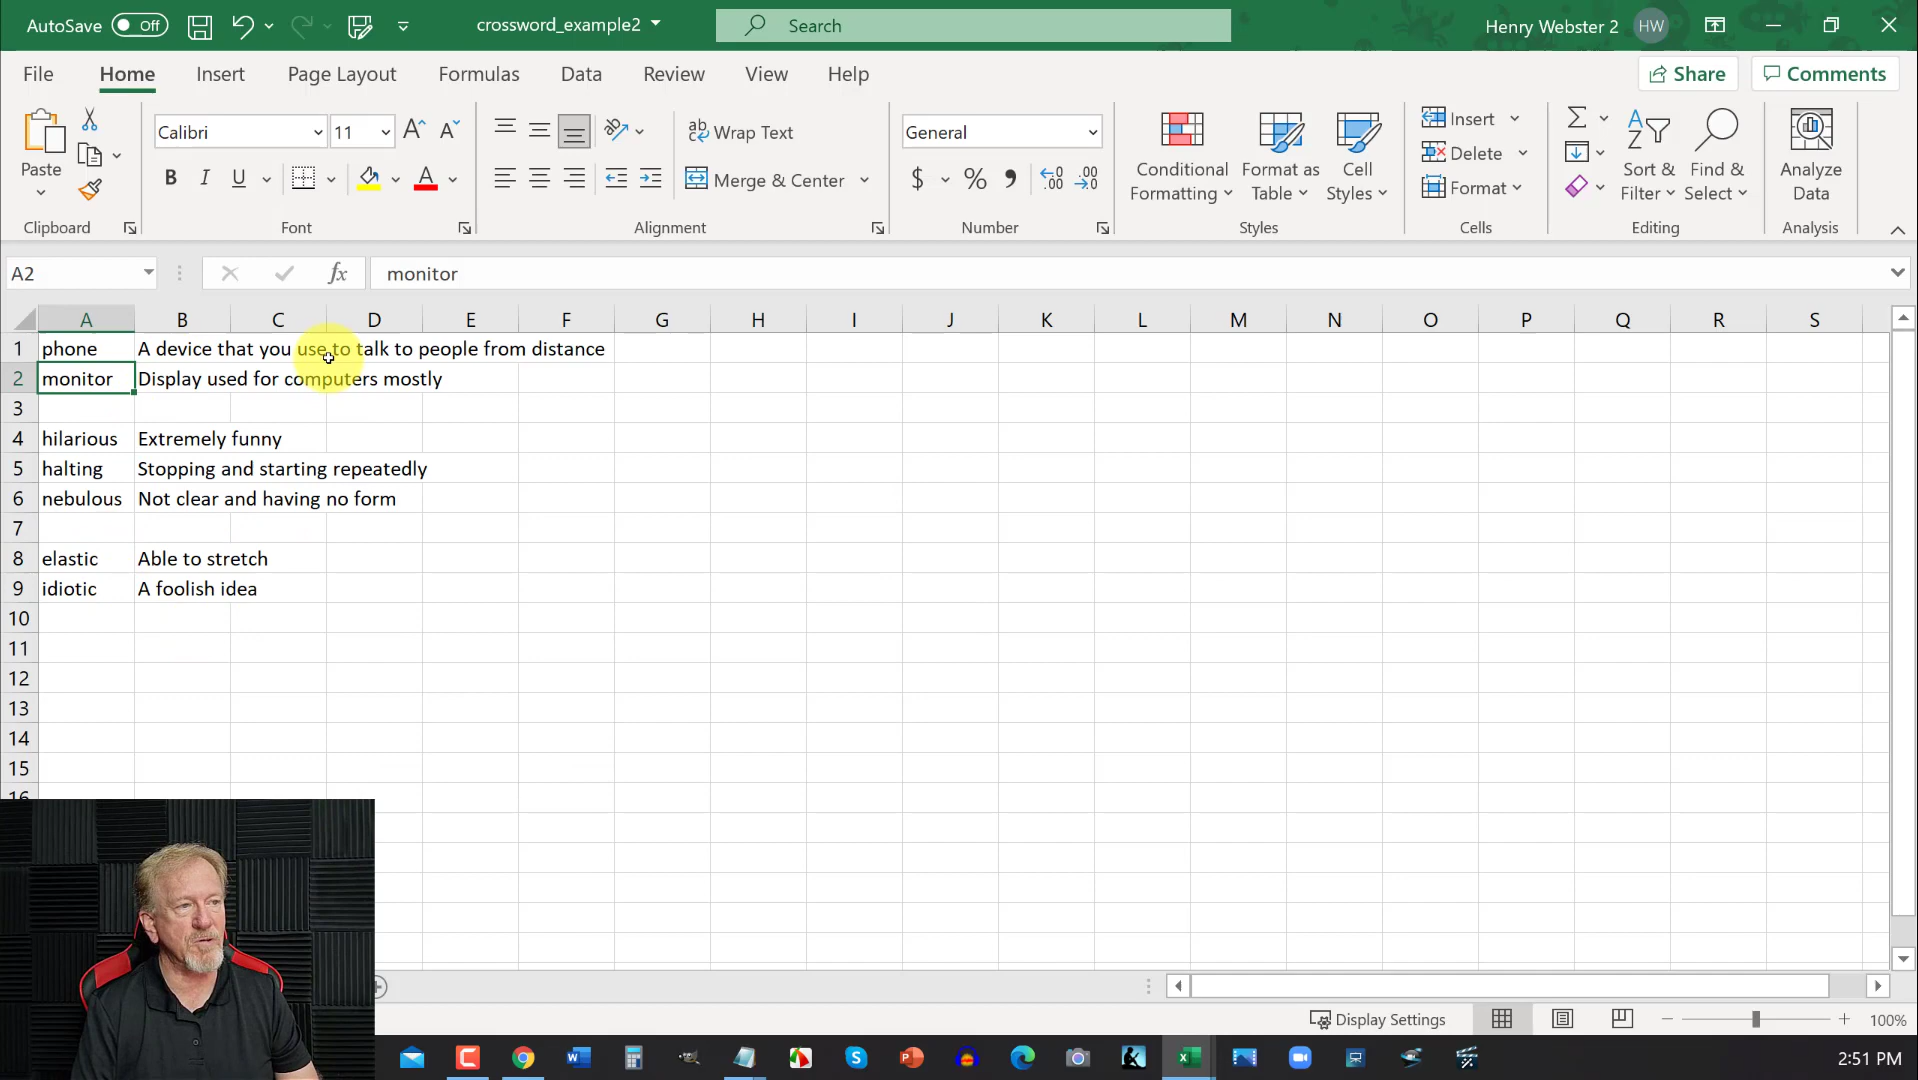 AutoSave Off crossword_example2 Search Henry Webster 2 HW
File Home Insert Page Layout Formulas Data Review View Help Share Comments
Calibri 11 Wrap Text General Insert
Paste B I U Merge & Center $ % Conditional Formatting Format as Table Cell Styles Delete Format Sort & Filter Find & Select Analyze Data
Clipboard Font Alignment Number Styles Cells Editing Analysis
A2 fx monitor
A B C D E F G H I J K L M N O P Q R S
1 phone A device that you use to talk to people from distance
2 monitor Display used for computers mostly
3
4 hilarious Extremely funny
5 halting Stopping and starting repeatedly
6 nebulous Not clear and having no form
7
8 elastic Able to stretch
9 idiotic A foolish idea
10
11
12
13
14
15
16
Display Settings 100%
2:51 PM